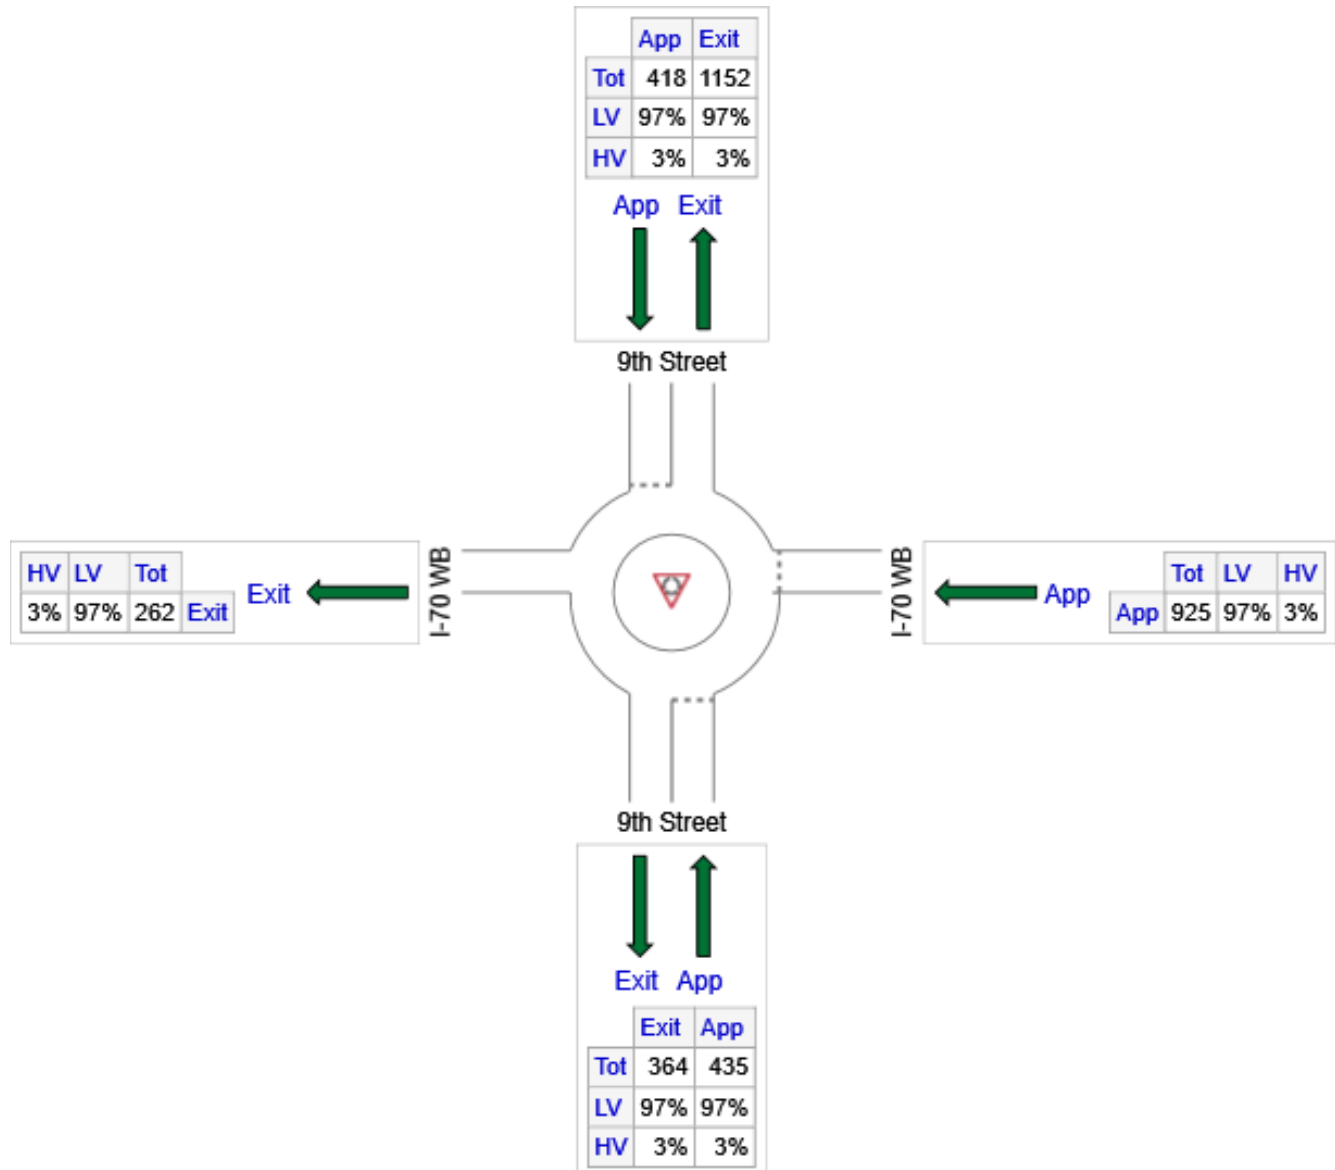 App Exit
Tot 418 1152
LV 97% 97%
HV 3% 3%
App Exit
9th Street
HV LV Tot
3% 97% 262 Exit
Exit
I-70 WB
I-70 WB
App
Tot LV HV
App 925 97% 3%
9th Street
Exit App
Exit App
Tot 364 435
LV 97% 97%
HV 3% 3%